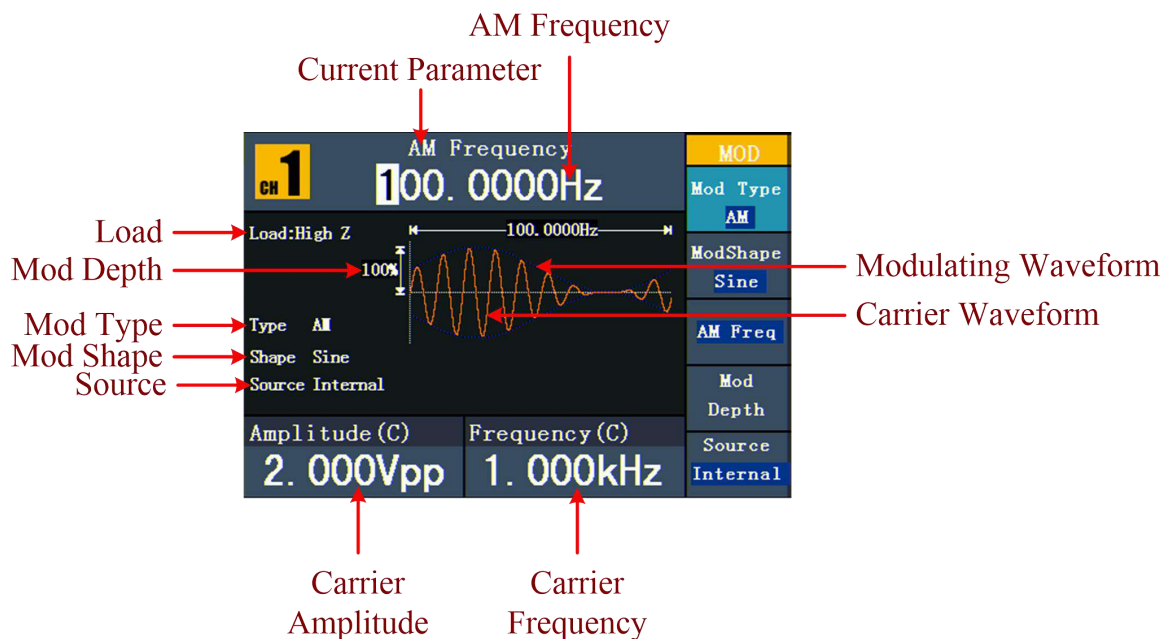 AM Frequency
Current Parameter
CH 1
AM Frequency
100.0000Hz
MOD
Mod Type
AM
ModShape
Sine
AM Freq
Mod
Depth
Source
Internal
Load
Load:High Z
100.0000Hz
Mod Depth
100%
Modulating Waveform
Carrier Waveform
Mod Type
Type AM
Mod Shape
Shape Sine
Source
Source Internal
Amplitude(C)
2.000Vpp
Frequency(C)
1.000kHz
Carrier
Amplitude
Carrier
Frequency